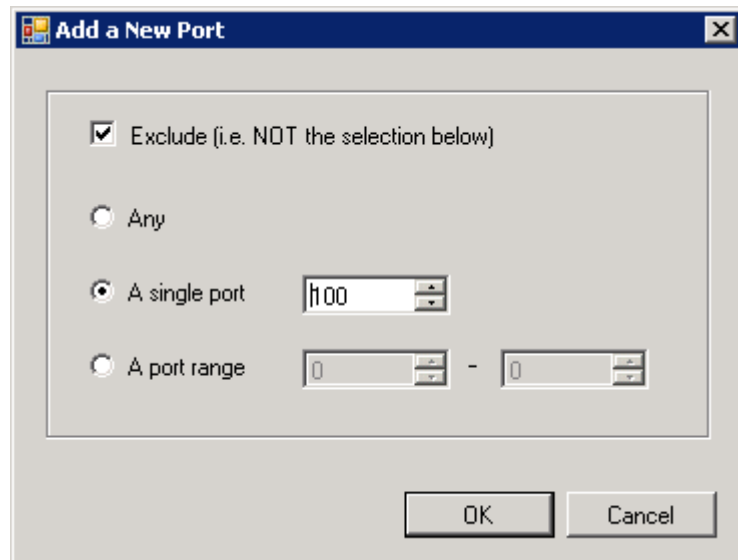 Add a New Port
Exclude (i.e. NOT the selection below)
Any
A single port 100
A port range 0 - 0
OK Cancel